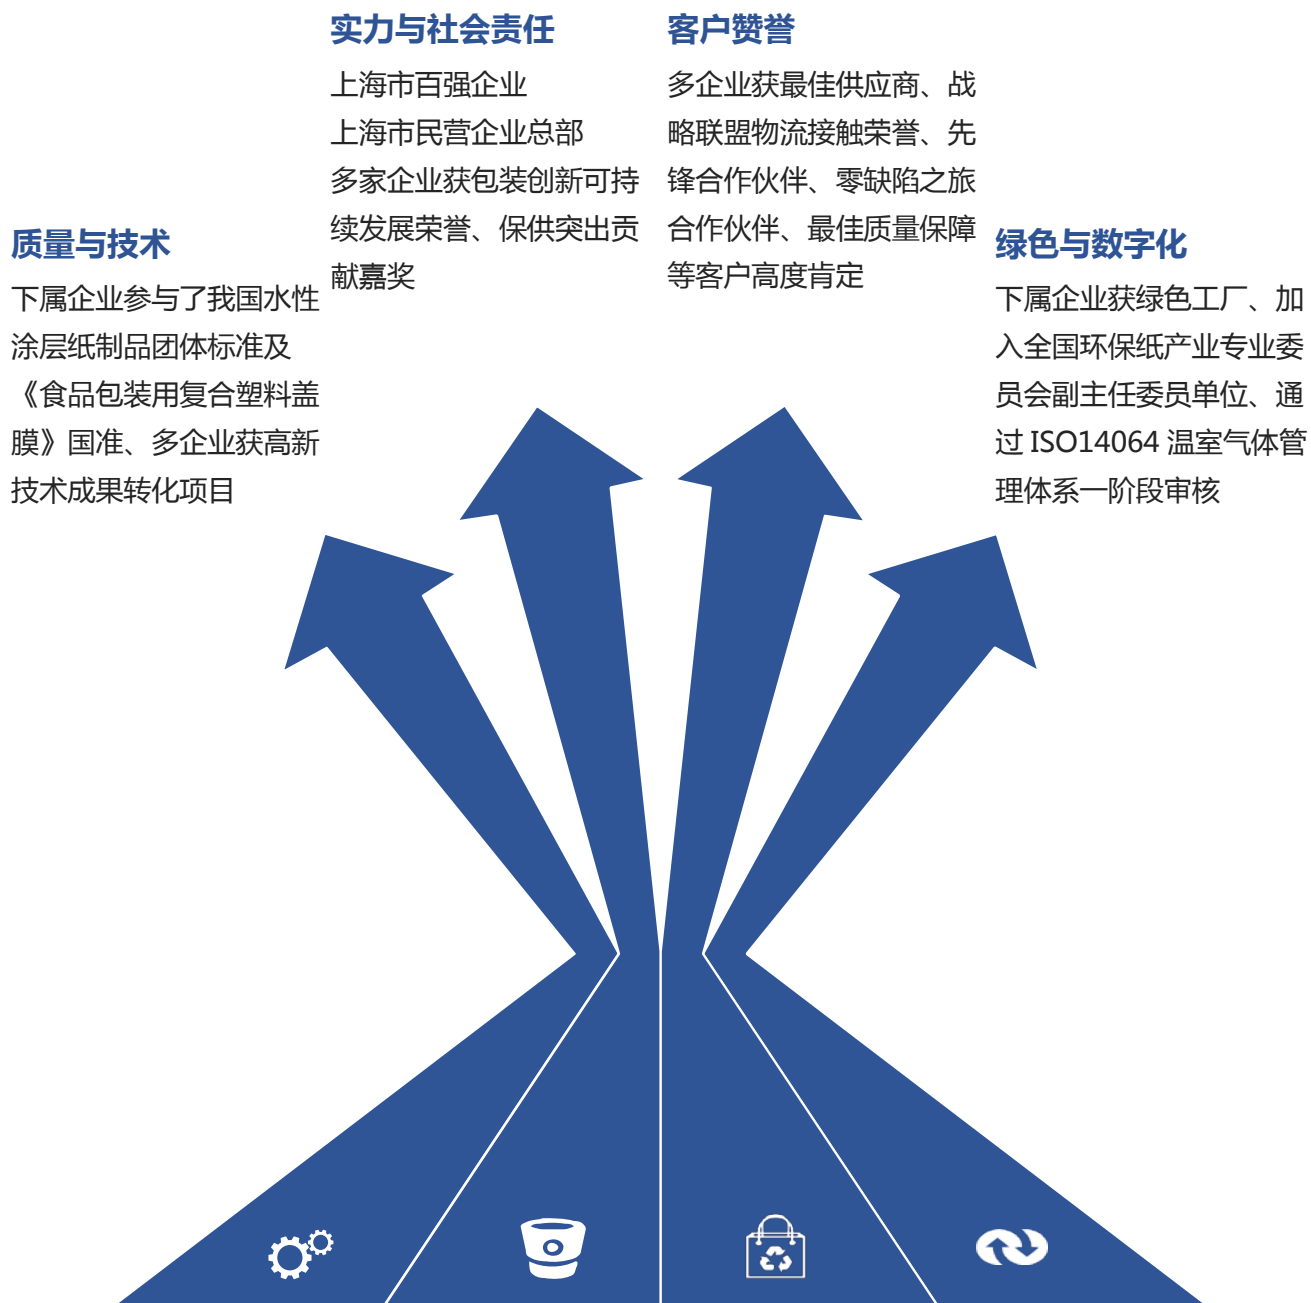 实力与社会责任
上海市百强企业
上海市民营企业总部
多家企业获包装创新可持
续发展荣誉、保供突出贡
献嘉奖
客户赞誉
多企业获最佳供应商、战
略联盟物流接触荣誉、先
锋合作伙伴、零缺陷之旅
合作伙伴、最佳质量保障
等客户高度肯定
质量与技术
下属企业参与了我国水性
涂层纸制品团体标准及
《食品包装用复合塑料盖
膜》国准、多企业获高新
技术成果转化项目
绿色与数字化
下属企业获绿色工厂、加
入全国环保纸产业专业委
员会副主任委员单位、通
过 ISO14064 温室气体管
理体系一阶段审核